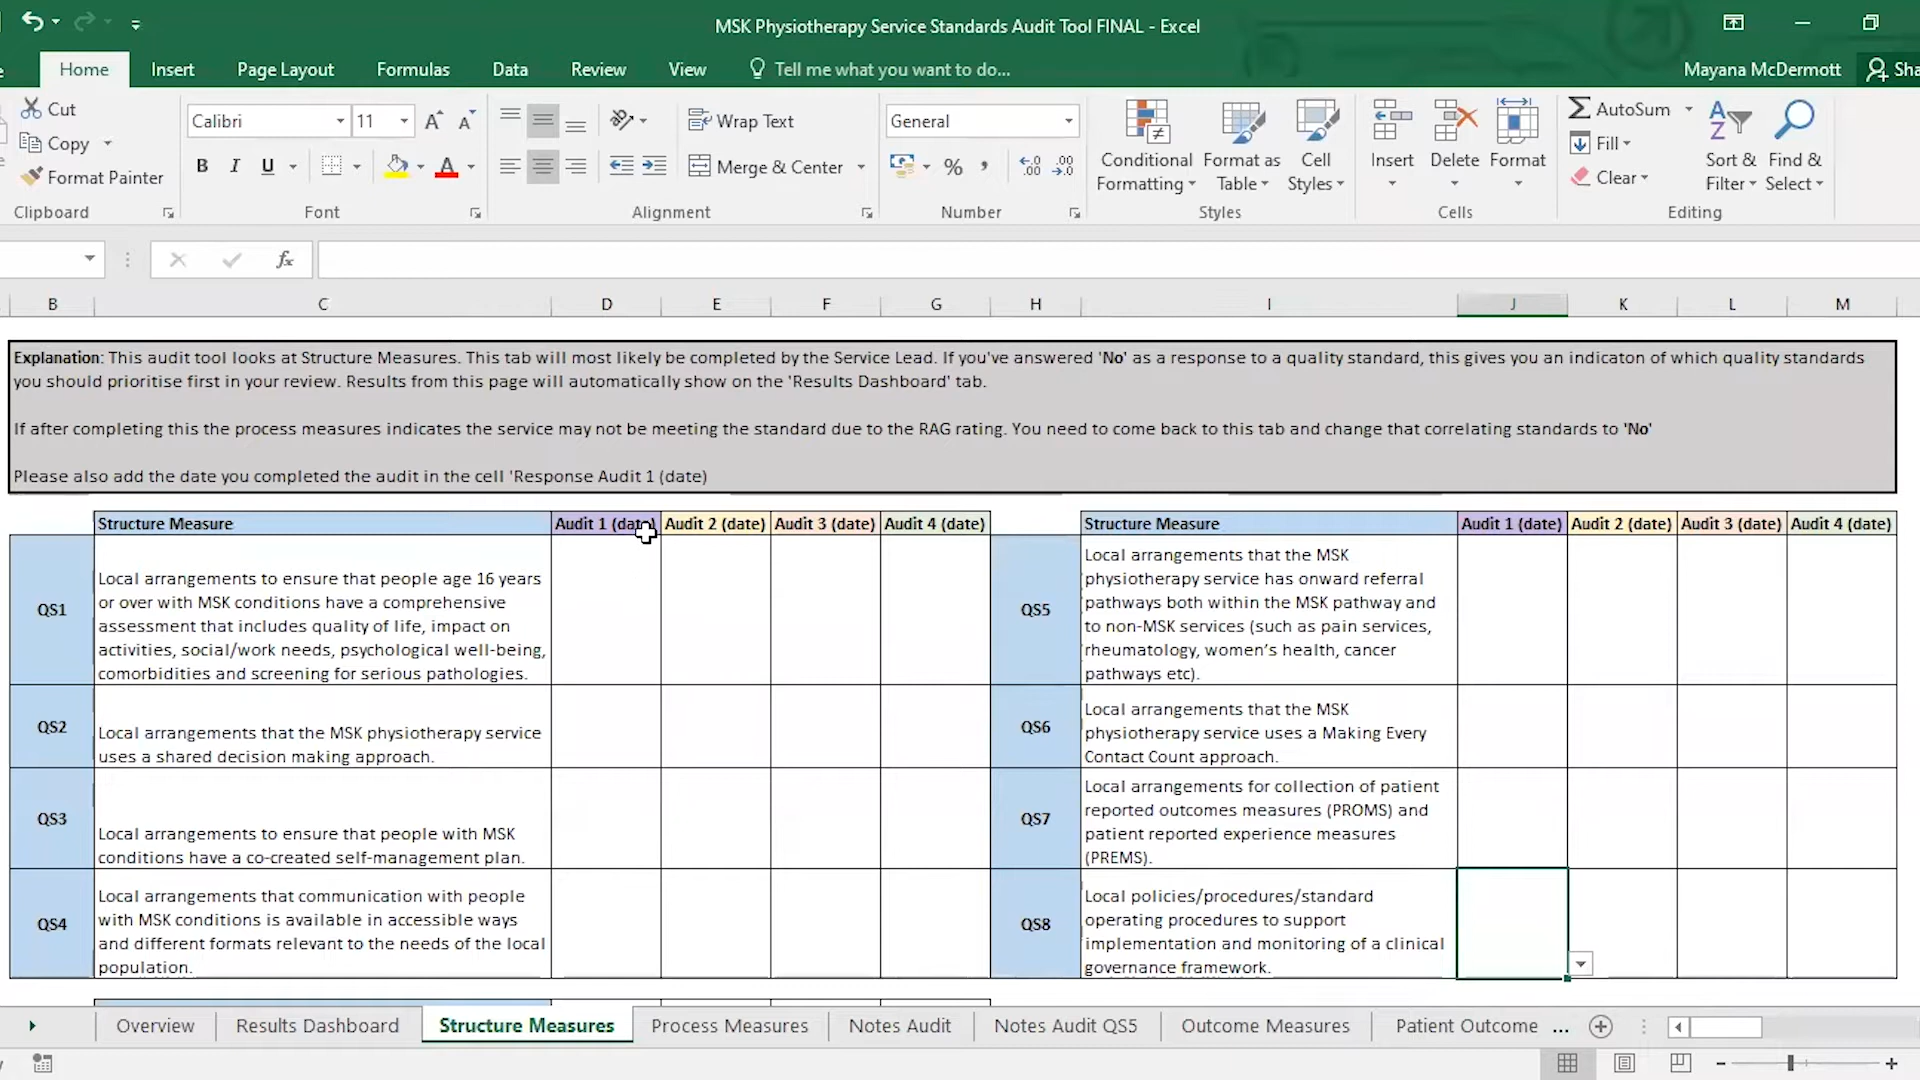 MSK Physiotherapy Service Standards Audit Tool FINAL - Excel
Home Insert Page Layout Formulas Data Review View Tell me what you want to do... Mayana McDermott Sha
Cut
Copy
Format Painter
Clipboard
Calibri 11
B I U
Font
Wrap Text
Merge & Center
Alignment
General
%
Number
Conditional Formatting
Format as Table
Cell Styles
Styles
Insert
Delete
Format
Cells
AutoSum
Fill
Clear
Sort & Filter
Find & Select
Editing
fx
B C D E F G H I J K L M
Explanation: This audit tool looks at Structure Measures. This tab will most likely be completed by the Service Lead. If you've answered 'No' as a response to a quality standard, this gives you an indicaton of which quality standards
you should prioritise first in your review. Results from this page will automatically show on the 'Results Dashboard' tab.
If after completing this the process measures indicates the service may not be meeting the standard due to the RAG rating. You need to come back to this tab and change that correlating standards to 'No'
Please also add the date you completed the audit in the cell 'Response Audit 1 (date)
Structure Measure Audit 1 (date) Audit 2 (date) Audit 3 (date) Audit 4 (date)
QS1
Local arrangements to ensure that people age 16 years
or over with MSK conditions have a comprehensive
assessment that includes quality of life, impact on
activities, social/work needs, psychological well-being,
comorbidities and screening for serious pathologies.
QS2
Local arrangements that the MSK physiotherapy service
uses a shared decision making approach.
QS3
Local arrangements to ensure that people with MSK
conditions have a co-created self-management plan.
QS4
Local arrangements that communication with people
with MSK conditions is available in accessible ways
and different formats relevant to the needs of the local
population.
Structure Measure Audit 1 (date) Audit 2 (date) Audit 3 (date) Audit 4 (date)
QS5
Local arrangements that the MSK
physiotherapy service has onward referral
pathways both within the MSK pathway and
to non-MSK services (such as pain services,
rheumatology, women's health, cancer
pathways etc).
QS6
Local arrangements that the MSK
physiotherapy service uses a Making Every
Contact Count approach.
QS7
Local arrangements for collection of patient
reported outcomes measures (PROMS) and
patient reported experience measures
(PREMS).
QS8
Local policies/procedures/standard
operating procedures to support
implementation and monitoring of a clinical
governance framework.
Overview Results Dashboard Structure Measures Process Measures Notes Audit Notes Audit QS5 Outcome Measures Patient Outcome ...